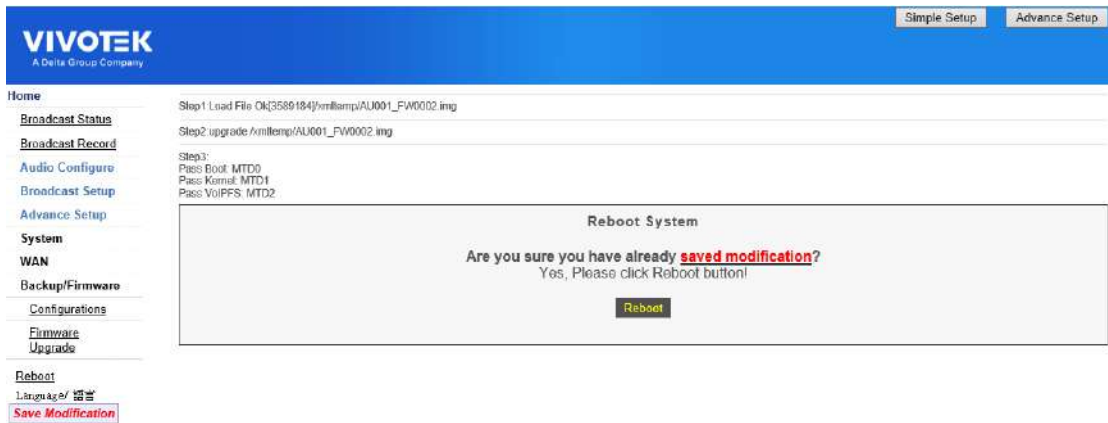 Simple Setup
Advance Setup
VIVOTEK
A Delta Group Company
Home
Broadcast Status
Broadcast Record
Audio Configure
Broadcast Setup
Advance Setup
System
WAN
Backup/Firmware
Configurations
Firmware
Upgrade
Reboot
Language/ 語言
Save Modification
Step1:Load File Ok[3589184]/xmltemp/AU001_FW0002.img
Step2:upgrade /xmltemp/AU001_FW0002.img
Step3:
Pass Boot: MTD0
Pass Kernel: MTD1
Pass VoIPFS: MTD2
Reboot System
Are you sure you have already saved modification?
Yes, Please click Reboot button!
Reboot